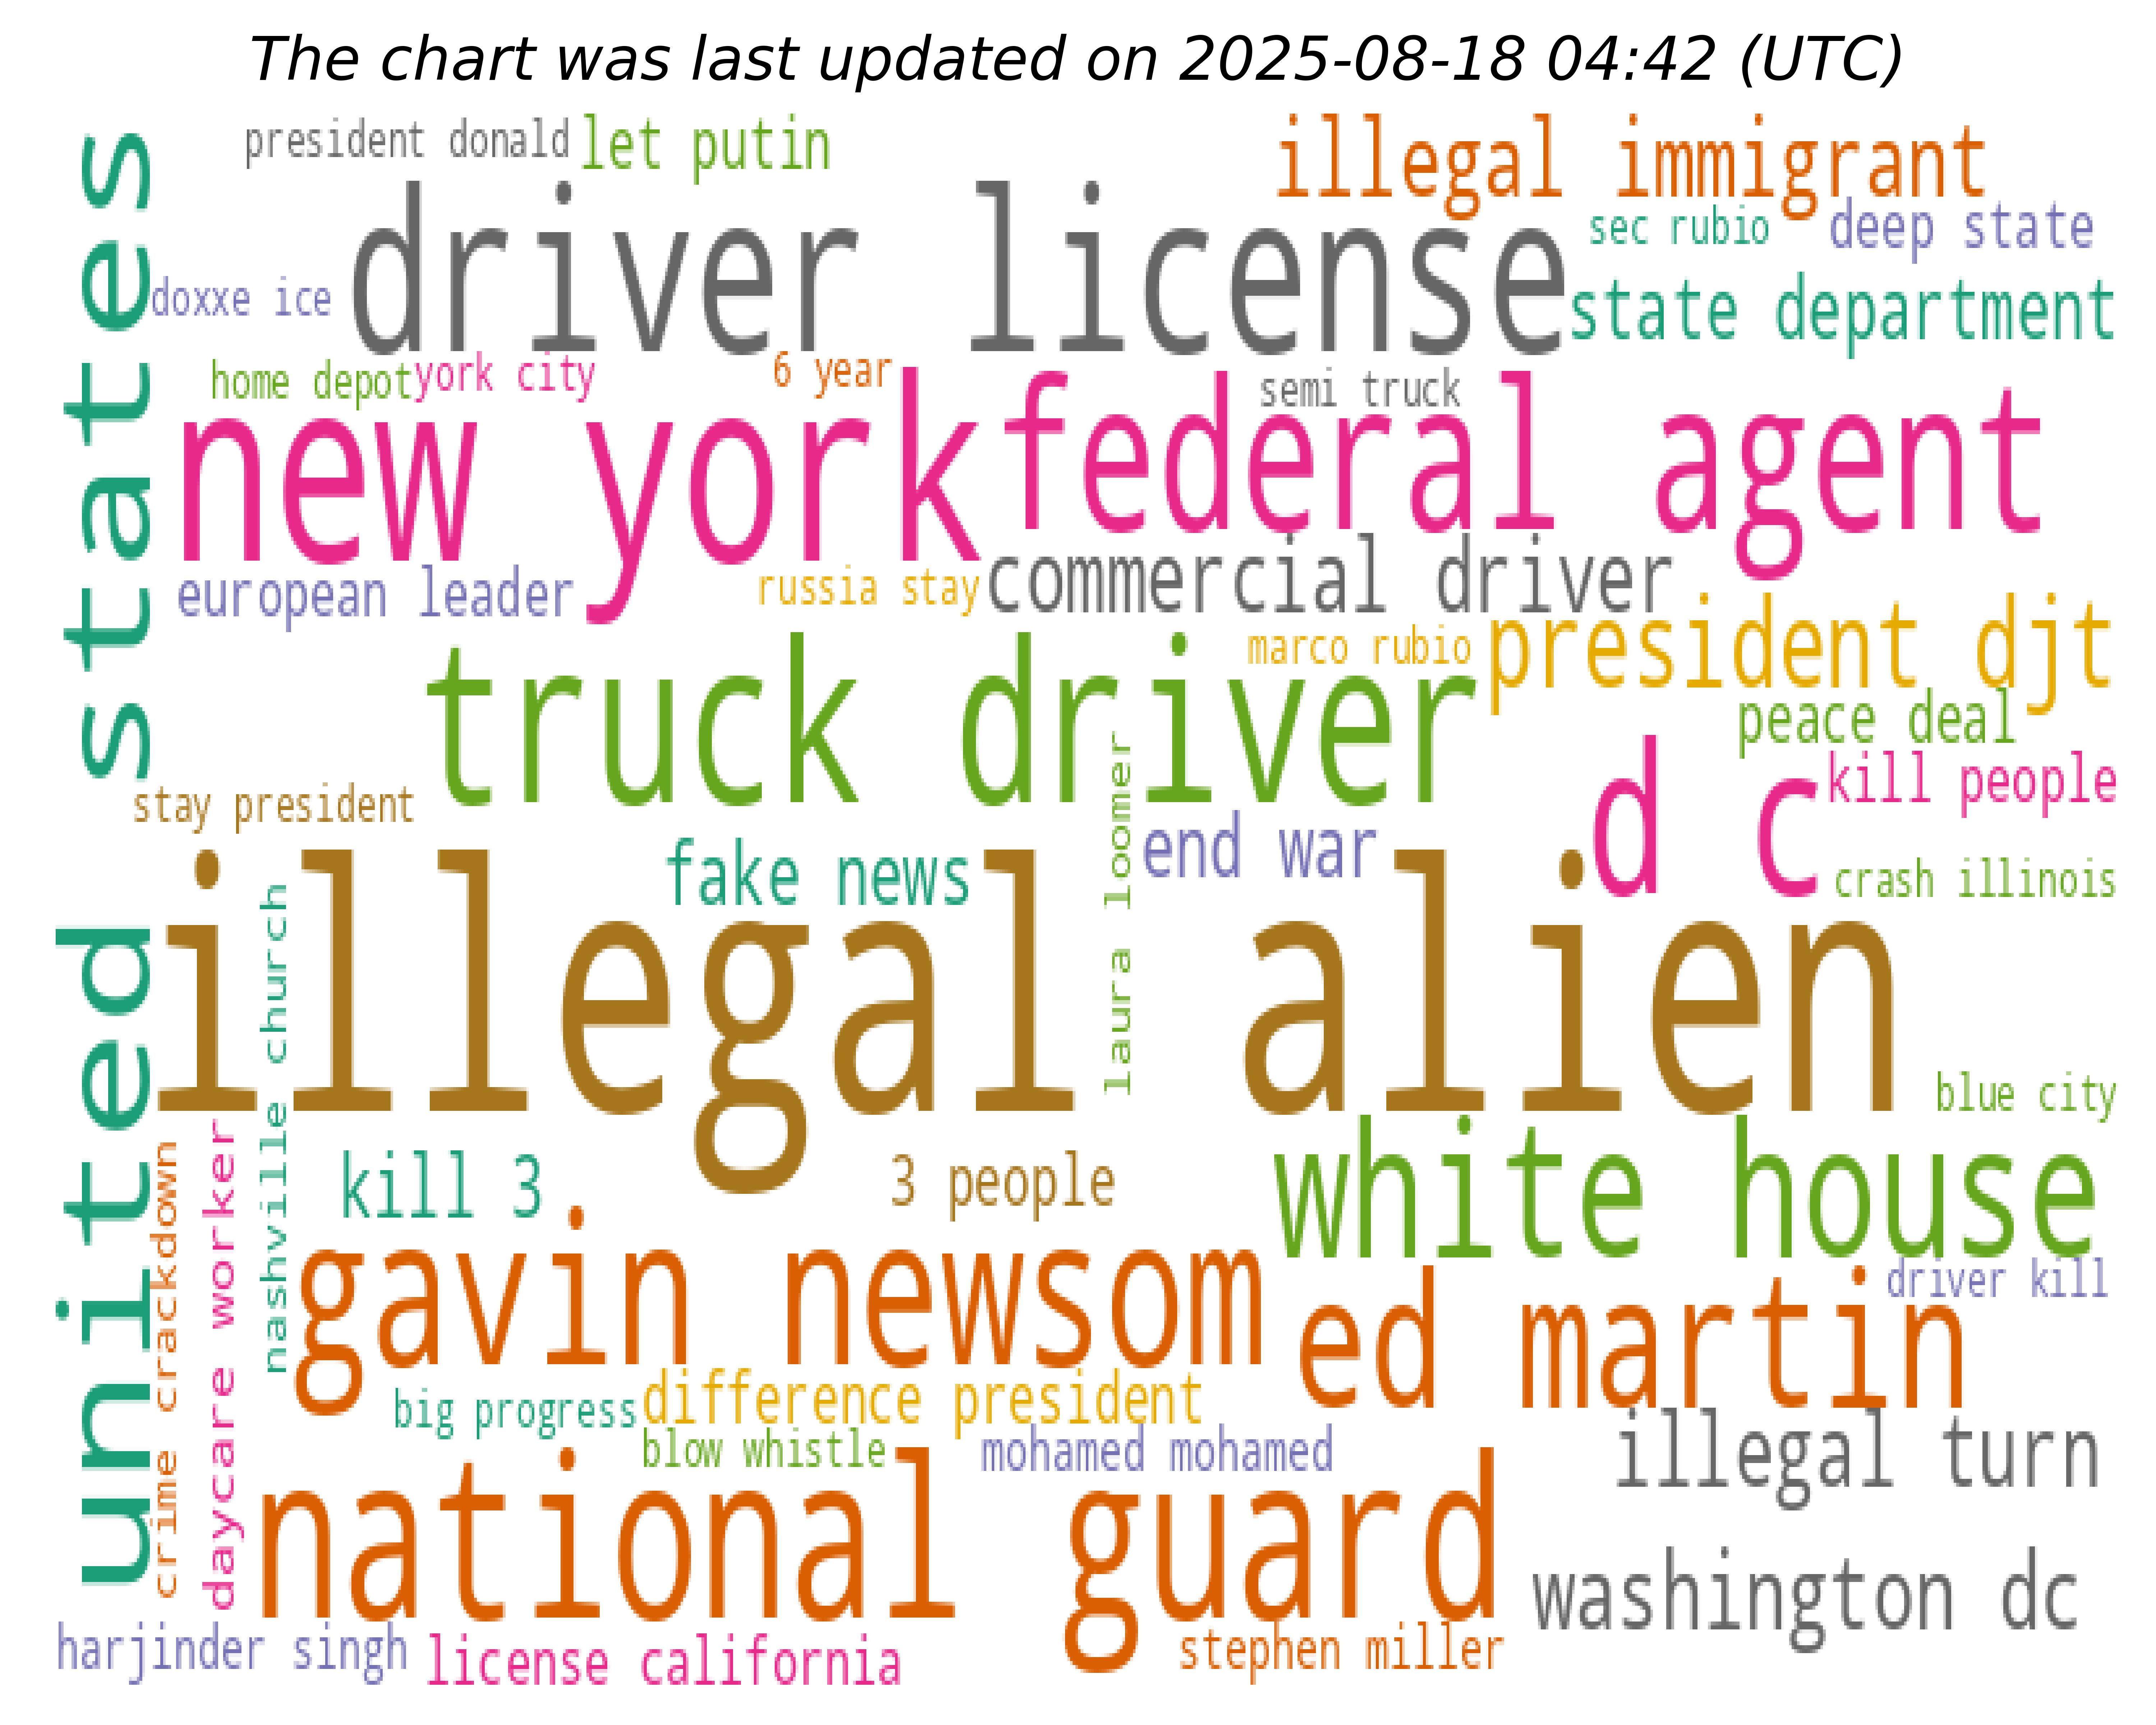 The chart was last updated on 2025-08-18 04:42 (UTC)
president donald
let putin
illegal immigrant
sec rubio
deep state
driver license
doxxe ice
state department
home depot
york city
6 year
semi truck
united states
new york
federal agent
european leader
russia stay
commercial driver
marco rubio
president djt
truck driver
peace deal
kill people
d c
stay president
laura loomer
end war
fake news
crash illinois
illegal alien
nashville church
blue city
crime crackdown
daycare worker
kill 3
3 people
white house
gavin newsom
driver kill
ed martin
big progress
difference president
blow whistle
mohamed mohamed
illegal turn
national guard
washington dc
harjinder singh
license california
stephen miller